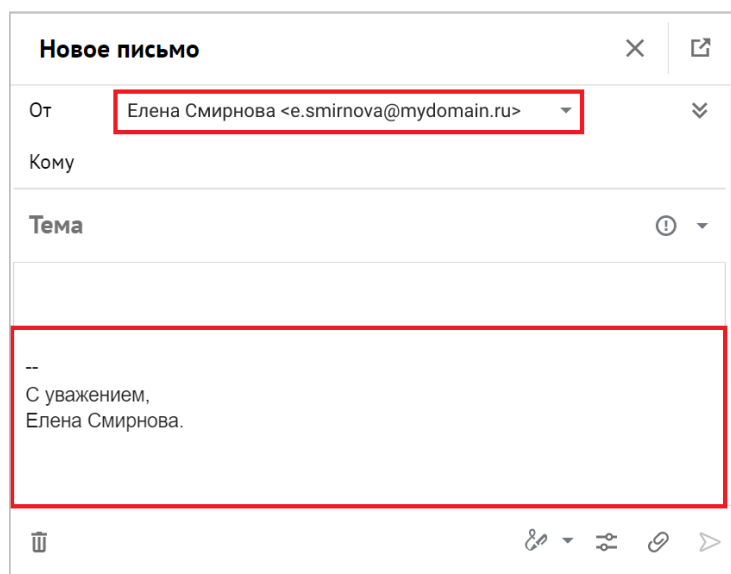 Новое письмо
От Елена Смирнова <e.smirnova@mydomain.ru>
Кому
Тема
--
С уважением,
Елена Смирнова.